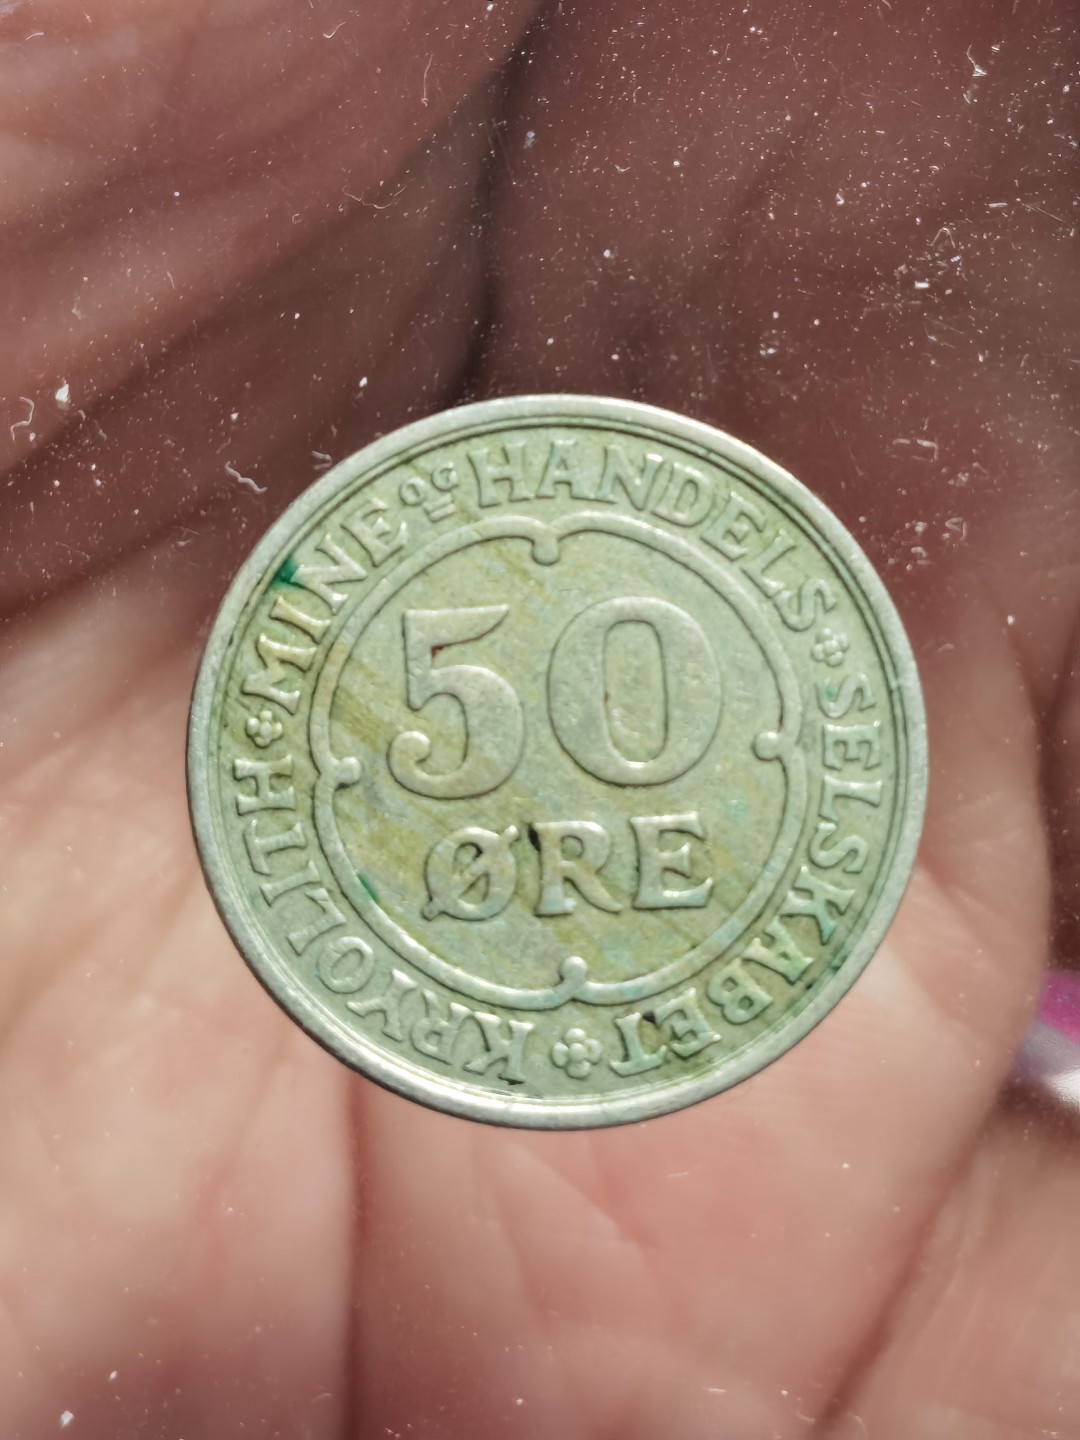 KRYOLITH MINE OG HANDELS SELSKABET
50
ØRE